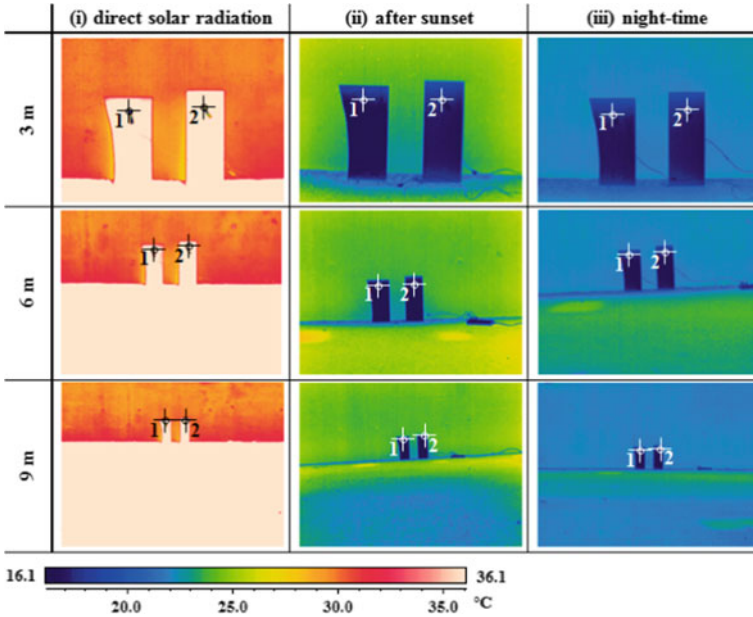 (i) direct solar radiation (ii) after sunset (iii) night-time
3 m
1 2 1 2 1 2
6 m
1 2 1 2 1 2
9 m
1 2 1 2 1 2
16.1 36.1
20.0 25.0 30.0 35.0 °C